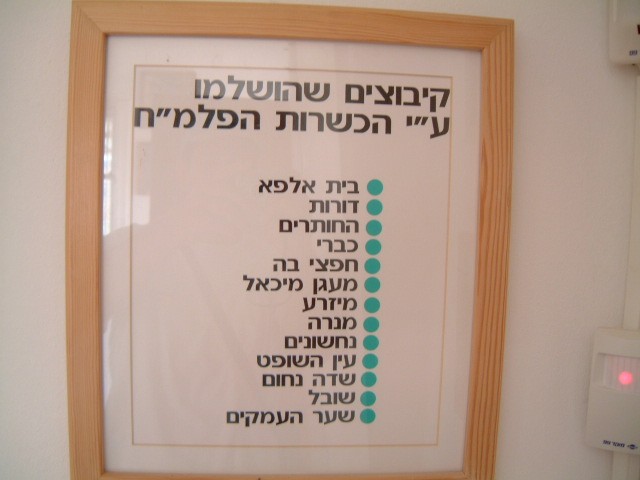 קיבוצים שהושלמו
ע"י הכשרות הפלמ"ח
בית אלפא
דורות
החותרים
כברי
חפצי בה
מעגן מיכאל
מיזרע
מנרה
נחשונים
עין השופט
שדה נחום
שובל
שער העמקים